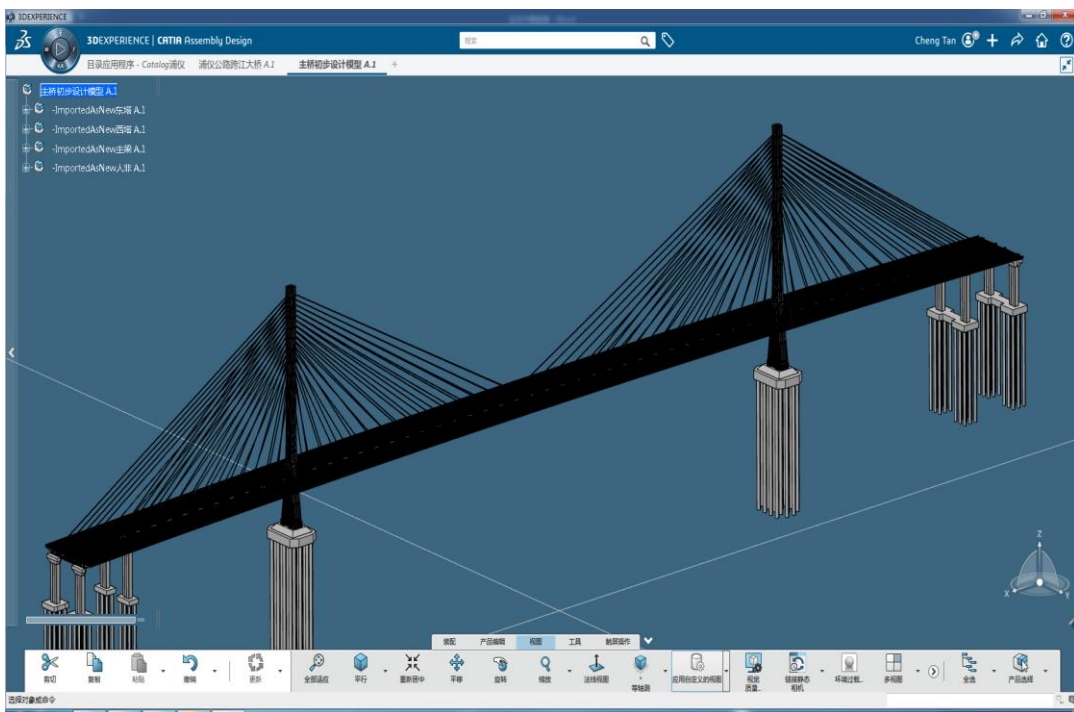 3DEXPERIENCE
3DEXPERIENCE | CATIA Assembly Design
搜索
Cheng Tan
目录应用程序 - Catalog浦仪
浦仪公路跨江大桥 A.1
主桥初步设计模型 A.1
+
主桥初步设计模型 A.1
-ImportedAsNew东塔 A.1
-ImportedAsNew西塔 A.1
-ImportedAsNew主梁 A.1
-ImportedAsNew人非 A.1
Z
X
Y
装配
产品编辑
视图
工具
触屏操作
剪切
复制
粘贴
撤销
更新
全部适应
平行
重新居中
平移
旋转
缩放
法线视图
等轴测
应用自定义的视图
视觉
质量...
链接静态
相机
环境过载...
多视图
全选
产品选择
选择对象或命令